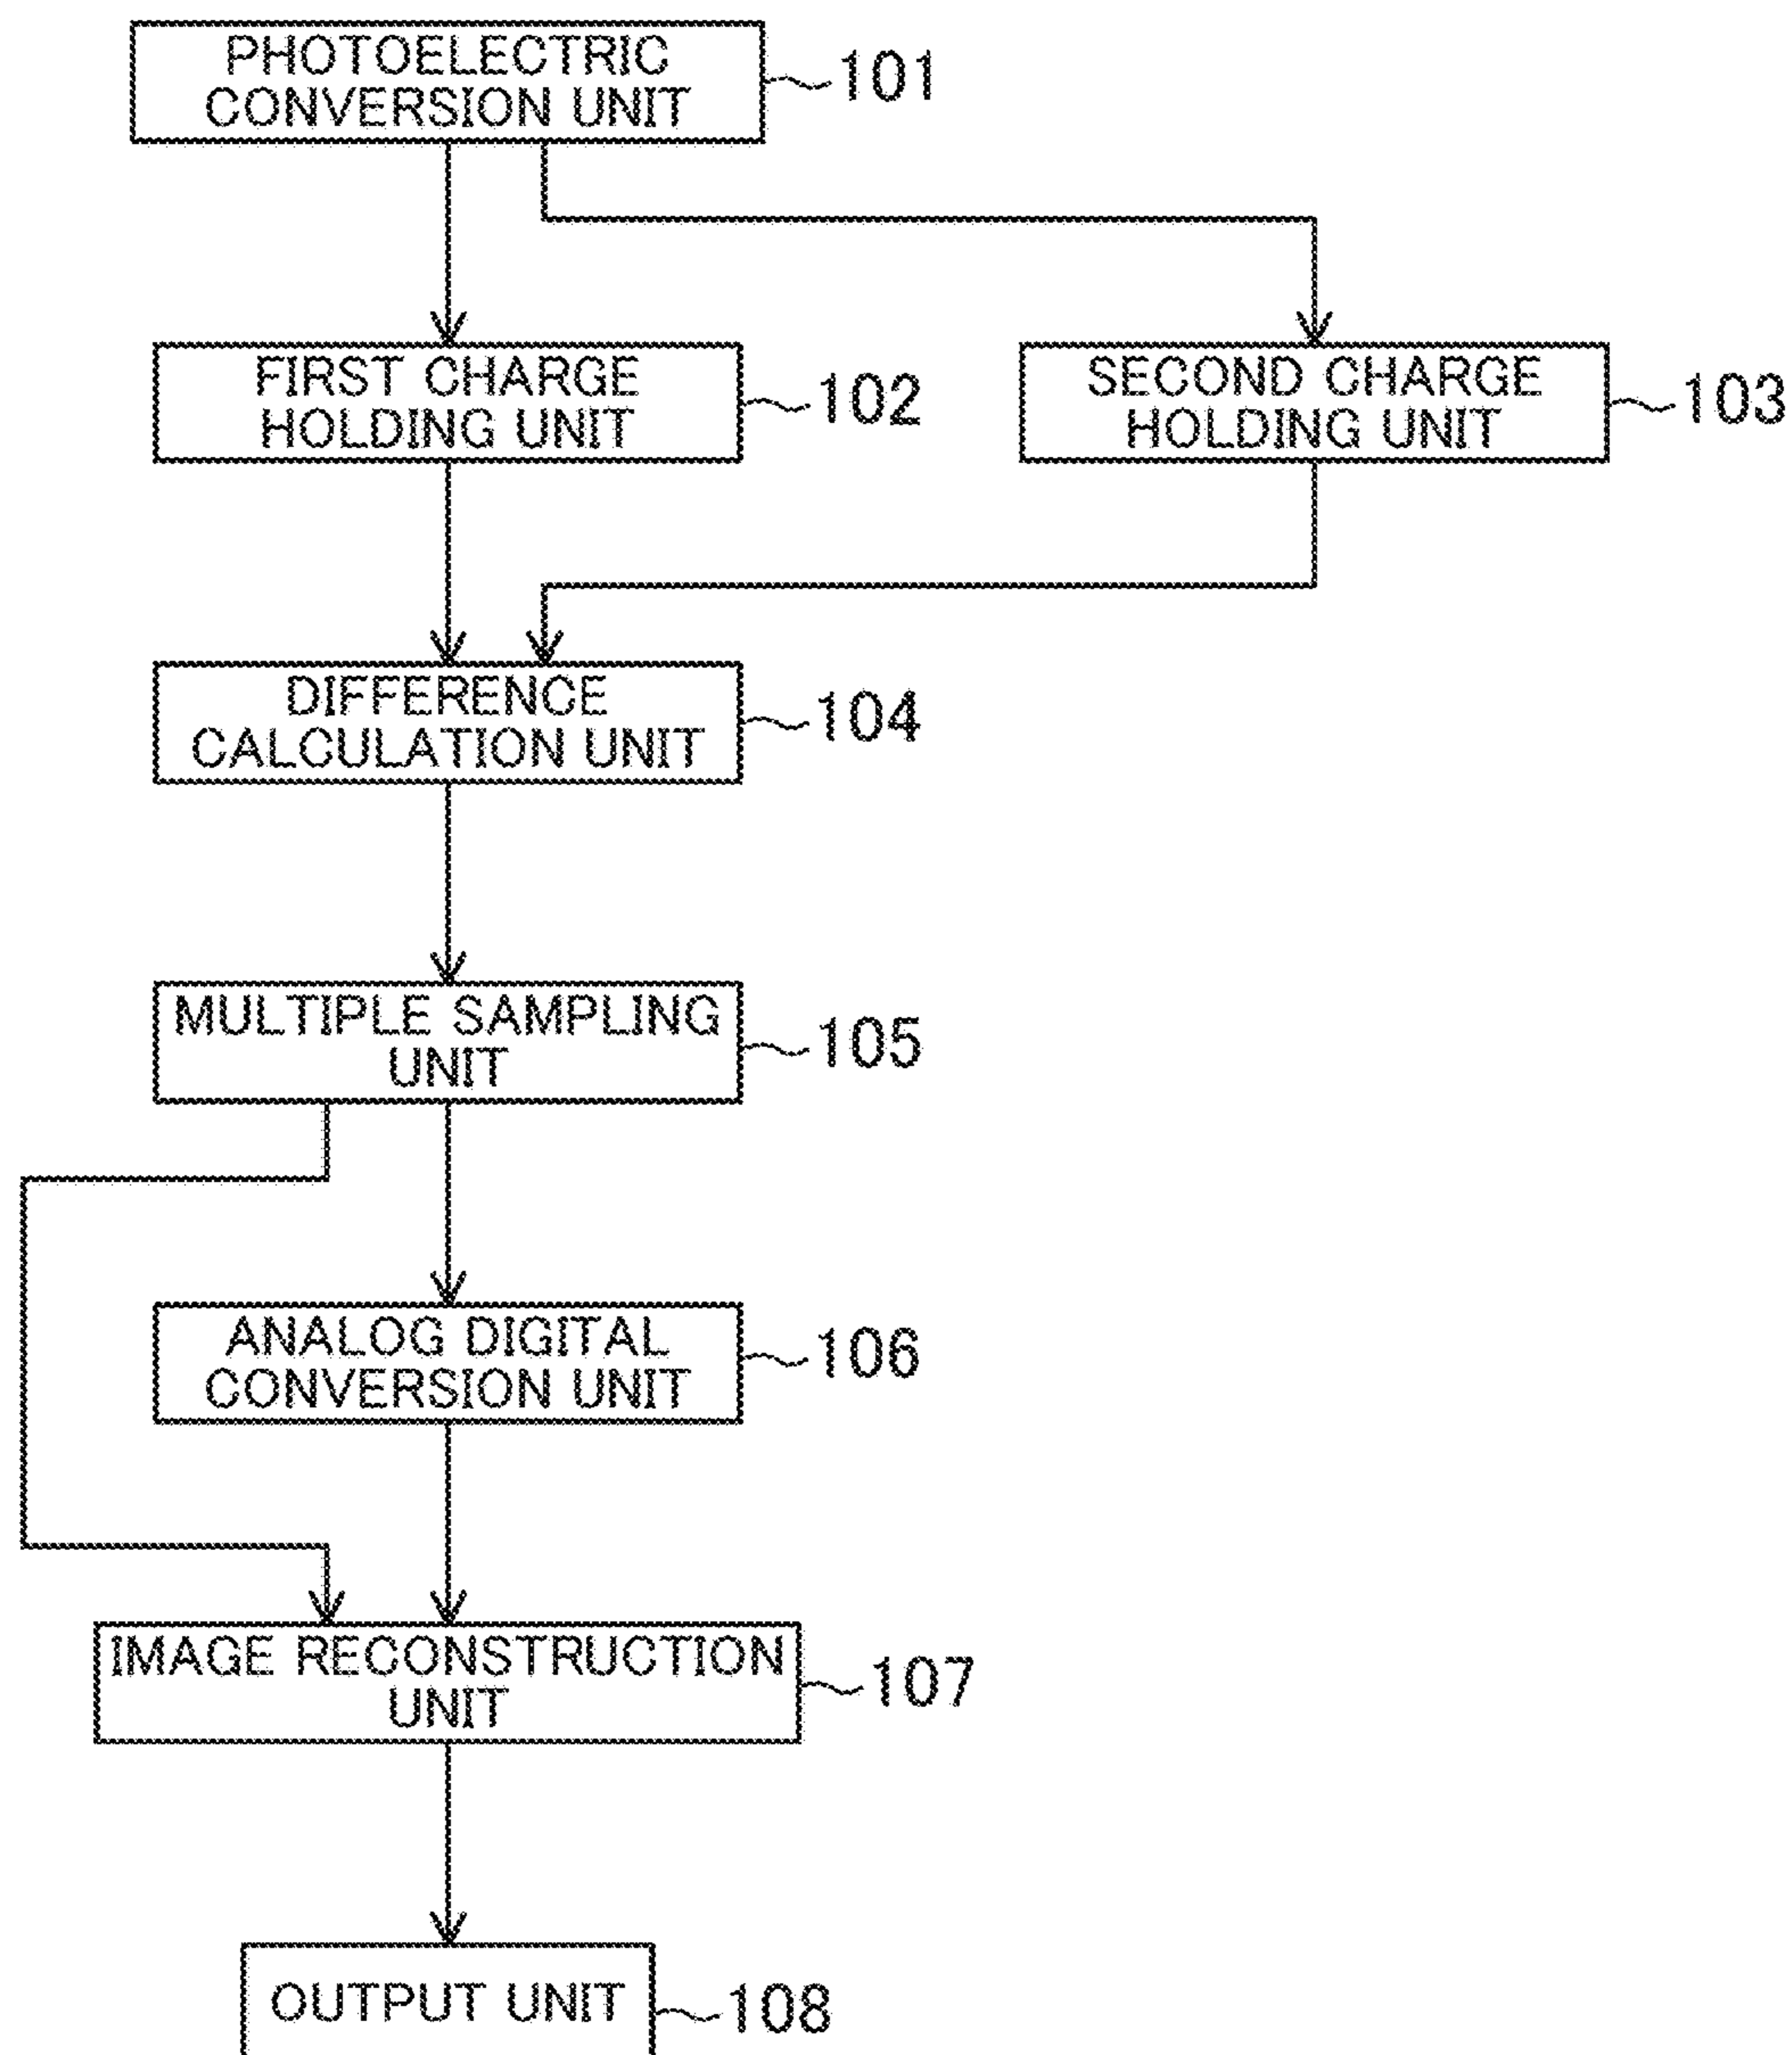 PHOTOELECTRIC
CONVERSION UNIT
101
FIRST CHARGE
HOLDING UNIT
102
SECOND CHARGE
HOLDING UNIT
103
DIFFERENCE
CALCULATION UNIT
104
MULTIPLE SAMPLING
UNIT
105
ANALOG DIGITAL
CONVERSION UNIT
106
IMAGE RECONSTRUCTION
UNIT
107
OUTPUT UNIT
108